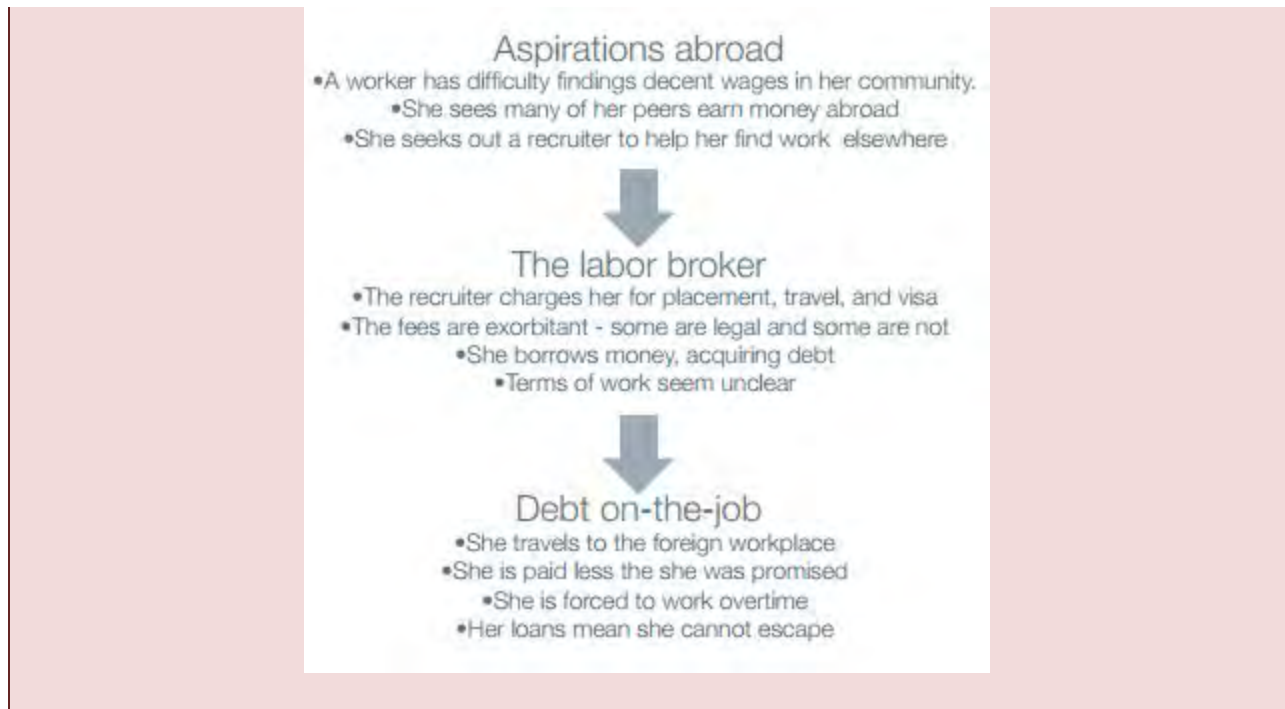 Aspirations abroad
•A worker has difficulty findings decent wages in her community.
•She sees many of her peers earn money abroad
•She seeks out a recruiter to help her find work elsewhere
The labor broker
•The recruiter charges her for placement, travel, and visa
•The fees are exorbitant - some are legal and some are not
•She borrows money, acquiring debt
•Terms of work seem unclear
Debt on-the-job
•She travels to the foreign workplace
•She is paid less the she was promised
•She is forced to work overtime
•Her loans mean she cannot escape